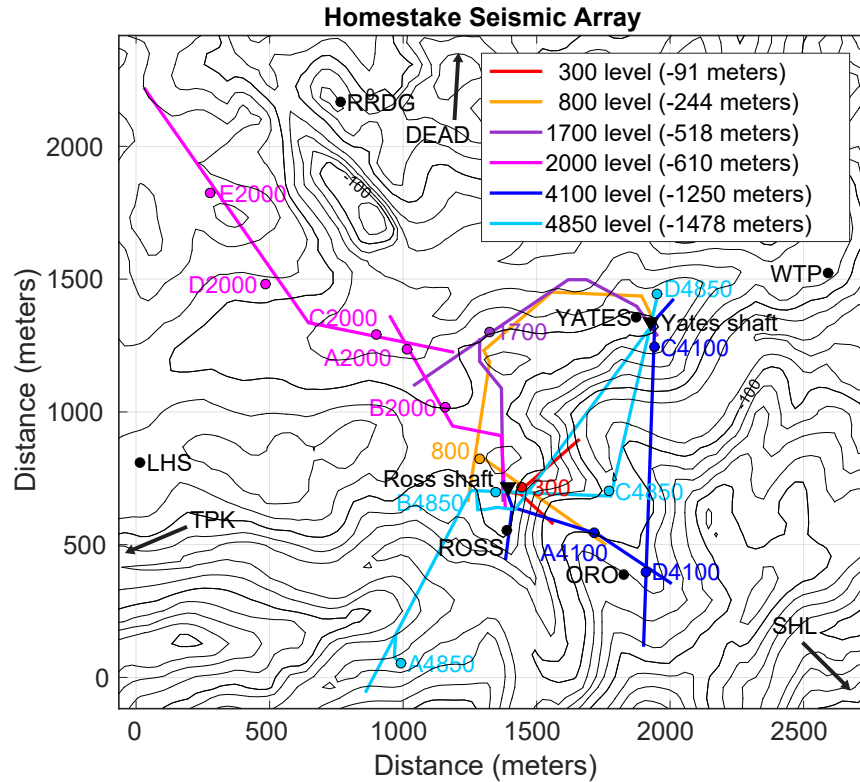 Homestake Seismic Array
300 level (-91 meters)
800 level (-244 meters)
1700 level (-518 meters)
2000 level (-610 meters)
4100 level (-1250 meters)
4850 level (-1478 meters)
RRDG
0
DEAD
-100
E2000
D2000
C2000
A2000
B2000
1700
YATES
Yates shaft
D4850
C4100
WTP
-100
800
Ross shaft
300
B4850
C4850
LHS
TPK
ROSS
A4100
ORO
D4100
SHL
A4850
2000
1500
1000
500
0
Distance (meters)
0
500
1000
1500
2000
2500
Distance (meters)